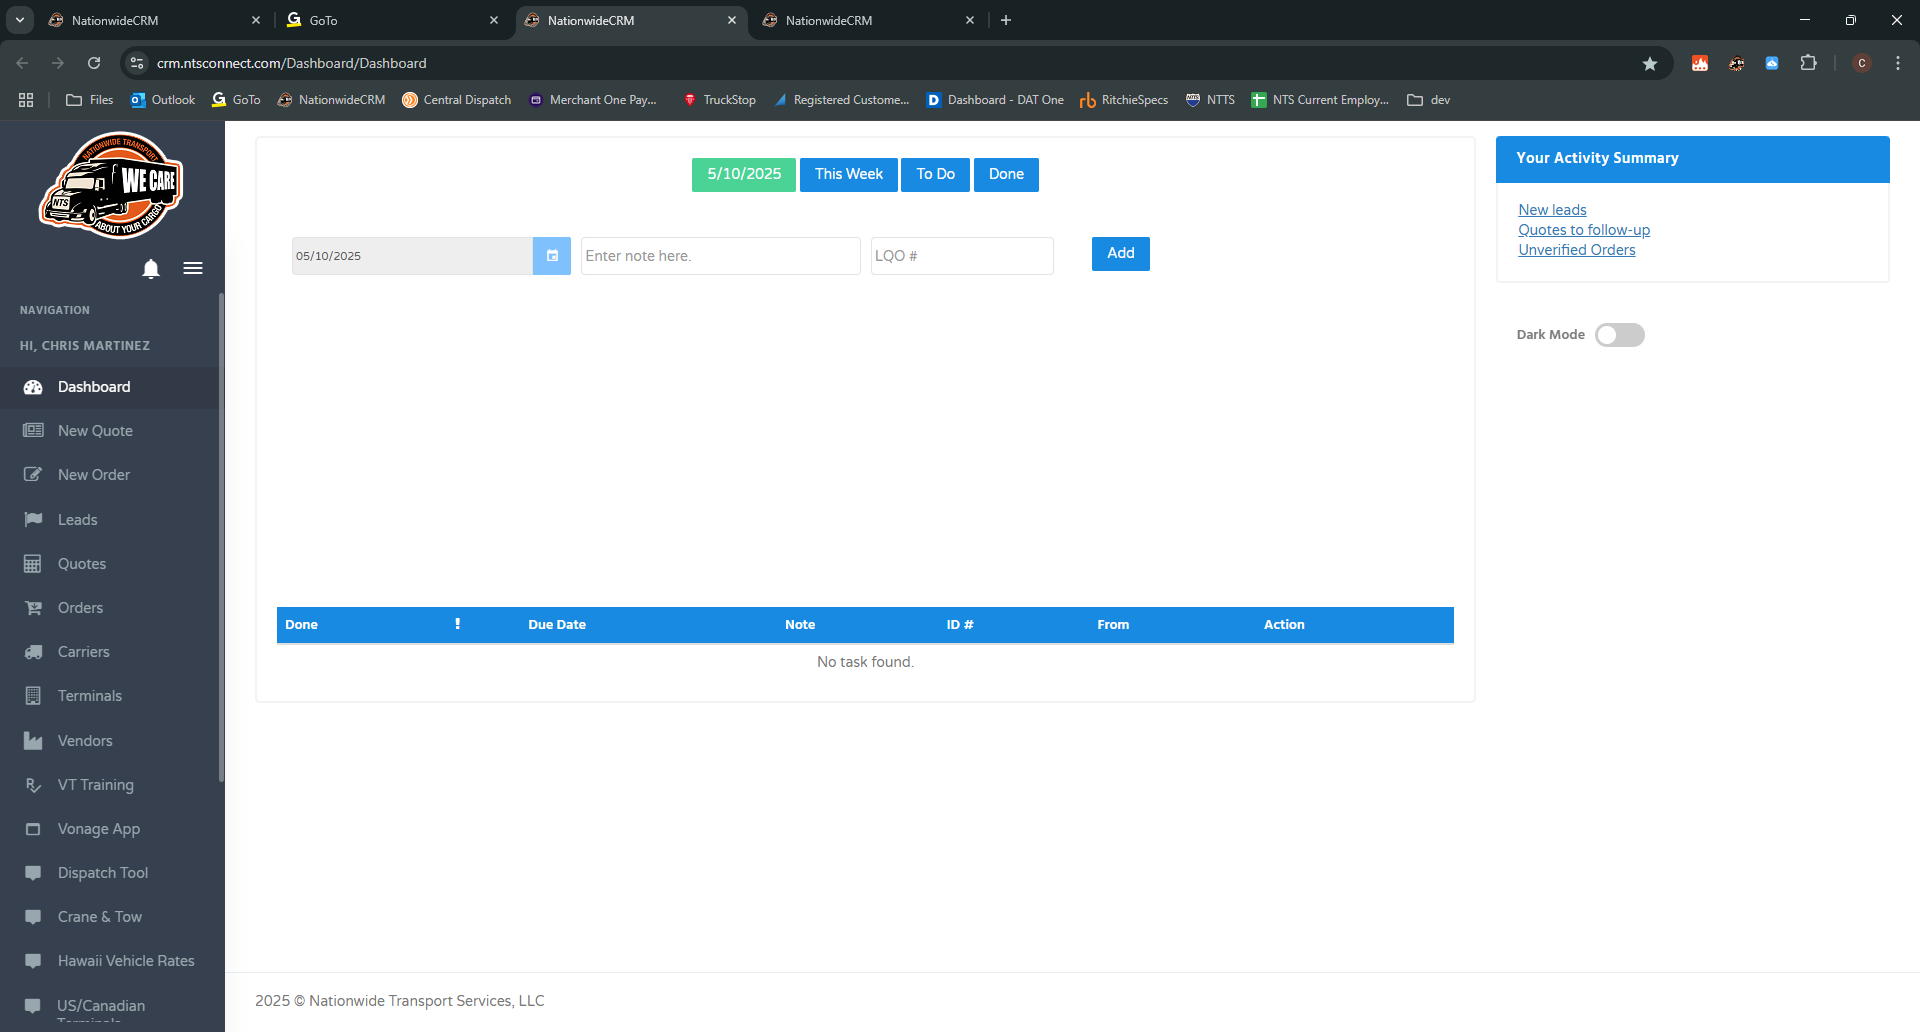 NationwideCRM
GoTo
NationwideCRM
NationwideCRM
crm.ntsconnect.com/Dashboard/Dashboard
C
Files
Outlook
GoTo
NationwideCRM
Central Dispatch
Merchant One Pay...
TruckStop
Registered Custome...
Dashboard - DAT One
RitchieSpecs
NTTS
NTS Current Employ...
dev
NATIONWIDE TRANSPORT
WE CARE
NTS
ABOUT YOUR CARGO
NAVIGATION
HI, CHRIS MARTINEZ
Dashboard
New Quote
New Order
Leads
Quotes
Orders
Carriers
Terminals
Vendors
VT Training
Vonage App
Dispatch Tool
Crane & Tow
Hawaii Vehicle Rates
US/Canadian
Terminals
5/10/2025
This Week
To Do
Done
05/10/2025
Enter note here.
LQO #
Add
Done ! Due Date Note ID # From Action
No task found.
Your Activity Summary
New leads
Quotes to follow-up
Unverified Orders
Dark Mode
2025 © Nationwide Transport Services, LLC